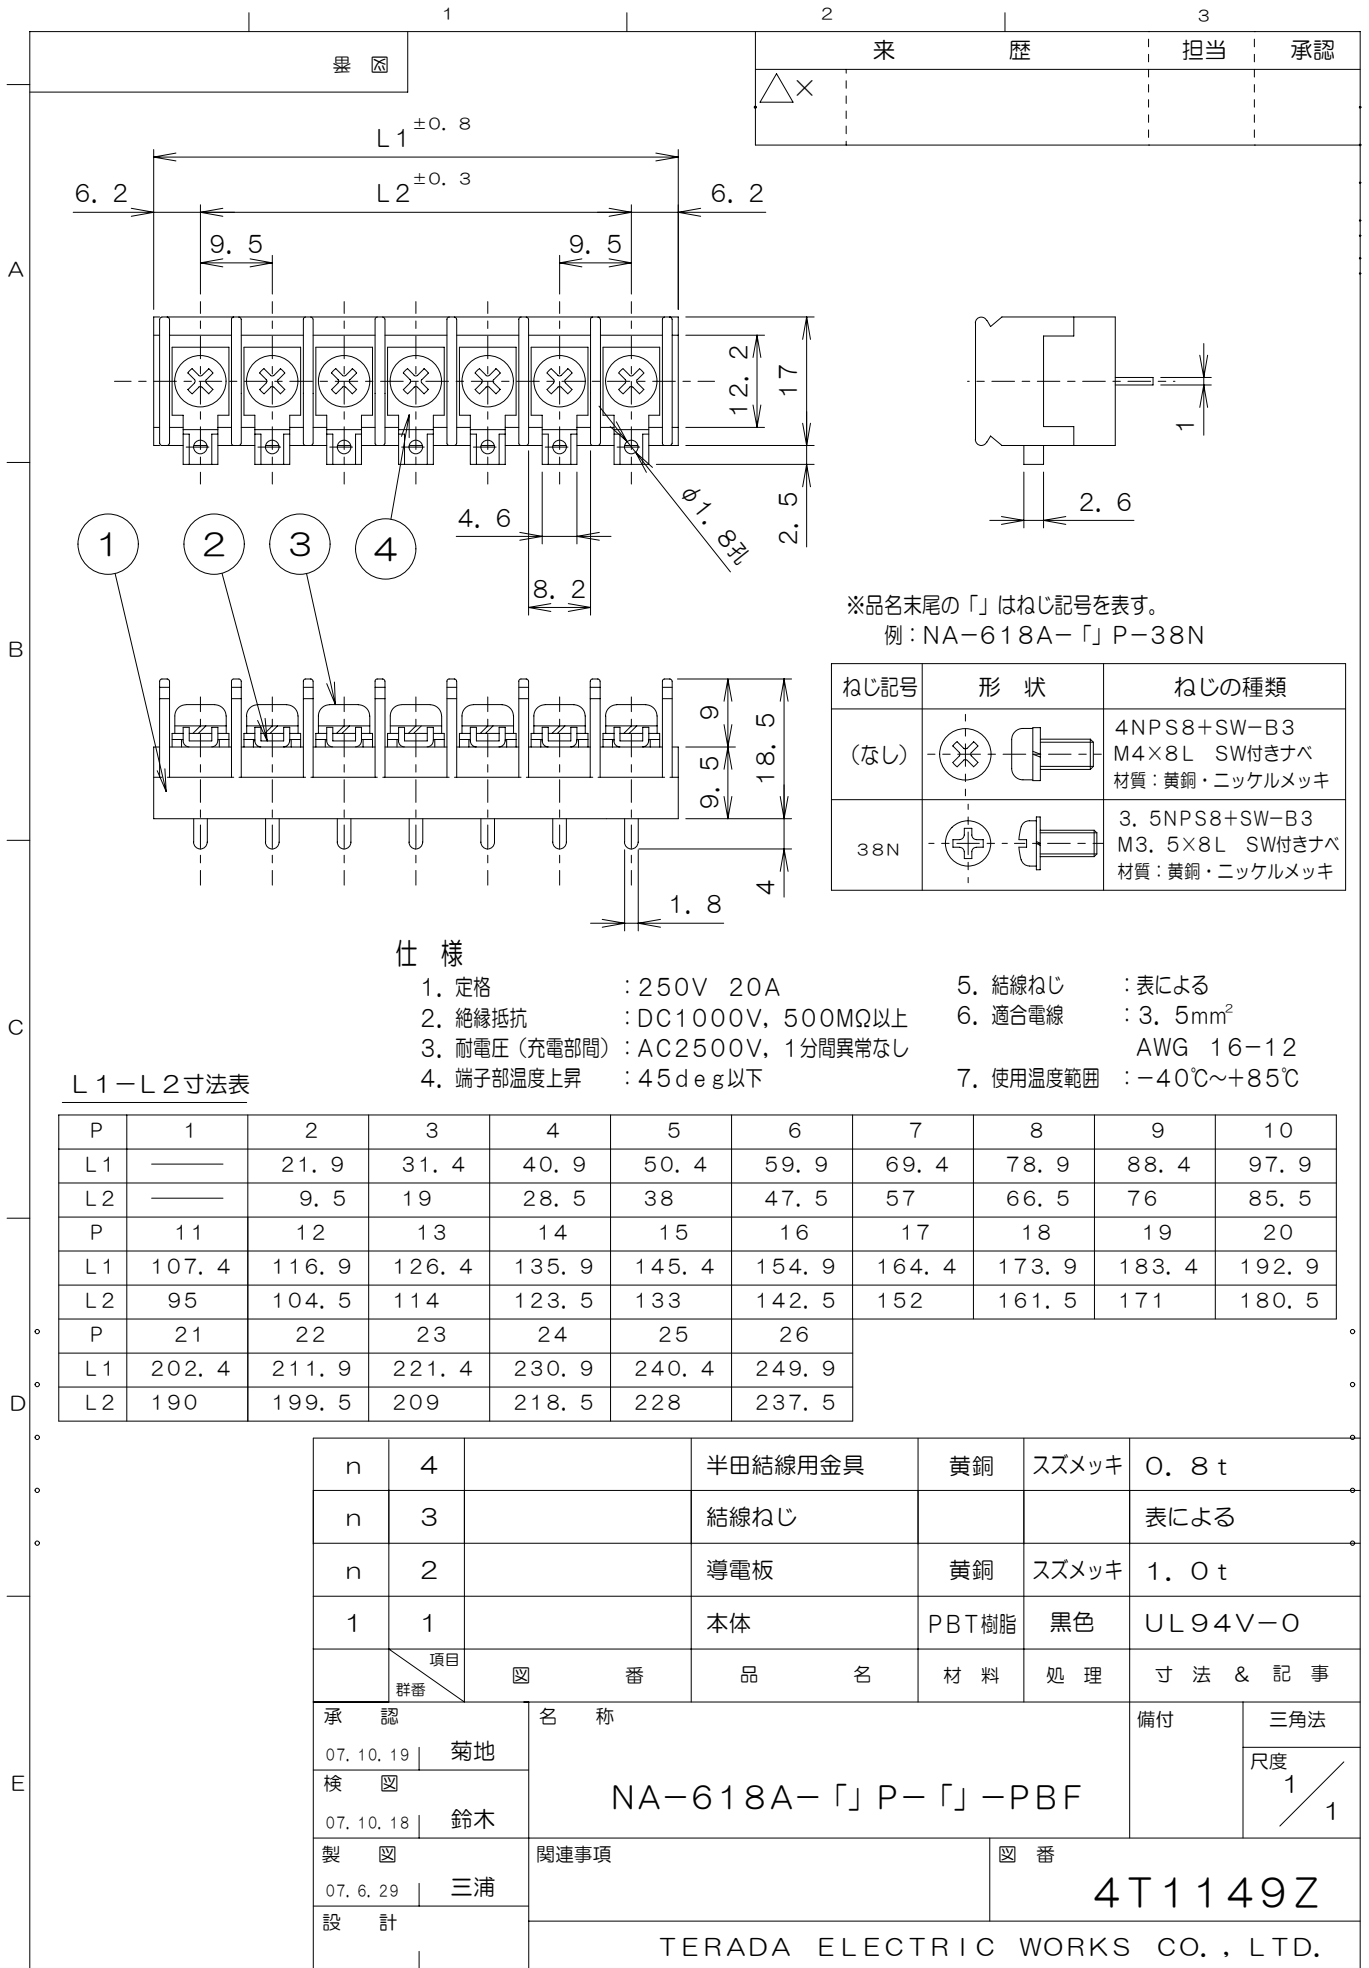 1 2 3
図番
来 歴 担当 承認
△×
L1±0.8
L2±0.3
6.2 6.2
9.5 9.5
A
12.2
17
1
2.5
2.6
4.6
φ1.8孔
8.2
1 2 3 4
※品名末尾の「」はねじ記号を表す。
例：NA−618A−「」P−38N
B
ねじ記号 形 状 ねじの種類
(なし) 4NPS8+SW−B3
M4×8L SW付きナベ
材質：黄銅・ニッケルメッキ
38N 3.5NPS8+SW−B3
M3.5×8L SW付きナベ
材質：黄銅・ニッケルメッキ
9
9.5
18.5
4
1.8
仕 様
1. 定格 ：250V 20A
2. 絶縁抵抗 ：DC1000V, 500MΩ以上
3. 耐電圧（充電部間）：AC2500V, 1分間異常なし
4. 端子部温度上昇 ：45deg以下
5. 結線ねじ ：表による
6. 適合電線 ：3.5mm²
AWG 16−12
7. 使用温度範囲 ：−40℃〜+85℃
C
L1−L2寸法表
P 1 2 3 4 5 6 7 8 9 10
L1 ―― 21.9 31.4 40.9 50.4 59.9 69.4 78.9 88.4 97.9
L2 ―― 9.5 19 28.5 38 47.5 57 66.5 76 85.5
P 11 12 13 14 15 16 17 18 19 20
L1 107.4 116.9 126.4 135.9 145.4 154.9 164.4 173.9 183.4 192.9
L2 95 104.5 114 123.5 133 142.5 152 161.5 171 180.5
P 21 22 23 24 25 26
L1 202.4 211.9 221.4 230.9 240.4 249.9
L2 190 199.5 209 218.5 228 237.5
D
n 4 半田結線用金具 黄銅 スズメッキ 0.8t
n 3 結線ねじ 表による
n 2 導電板 黄銅 スズメッキ 1.0t
1 1 本体 PBT樹脂 黒色 UL94V−0
項目
群番
図 番 品 名 材 料 処 理 寸 法 & 記 事
E
承 認
07.10.19 菊地
検 図
07.10.18 鈴木
製 図
07.6.29 三浦
設 計
名 称
NA−618A−「」P−「」−PBF
備付
三角法
尺度
1/1
関連事項
図 番
4T1149Z
TERADA ELECTRIC WORKS CO., LTD.